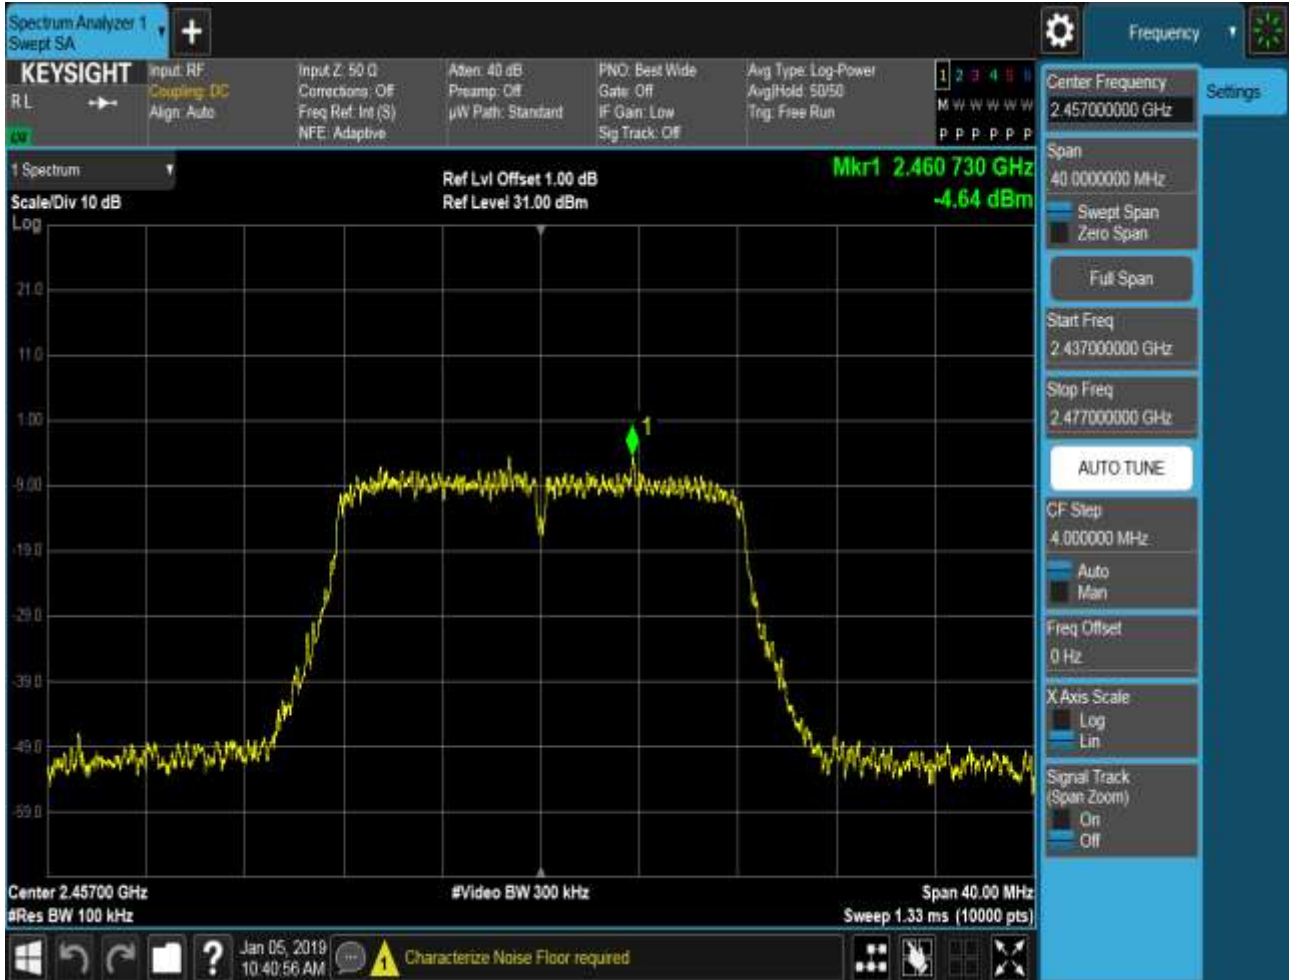 Spectrum Analyzer 1
Swept SA
Frequency
KEYSIGHT
R L
Input: RF
Coupling: DC
Align: Auto
Input Z: 50 Ω
Corrections: Off
Freq Ref: Int (S)
NFE: Adaptive
Atten: 40 dB
Preamp: Off
µW Path: Standard
PNO: Best Wide
Gate: Off
IF Gain: Low
Sig Track: Off
Avg Type: Log-Power
Avg|Hold: 50/50
Trig: Free Run
1 2 3 4 5 6
M W W W W W
P P P P P P
1 Spectrum
Scale/Div 10 dB
Log
Ref Lvl Offset 1.00 dB
Ref Level 31.00 dBm
Mkr1 2.460 730 GHz
-4.64 dBm
21.0
11.0
1.00
-9.00
-19.0
-29.0
-39.0
-49.0
-59.0
1
Center 2.45700 GHz
#Res BW 100 kHz
#Video BW 300 kHz
Span 40.00 MHz
Sweep 1.33 ms (10000 pts)
Center Frequency
2.457000000 GHz
Settings
Span
40.0000000 MHz
Swept Span
Zero Span
Full Span
Start Freq
2.437000000 GHz
Stop Freq
2.477000000 GHz
AUTO TUNE
CF Step
4.000000 MHz
Auto
Man
Freq Offset
0 Hz
X Axis Scale
Log
Lin
Signal Track
(Span Zoom)
On
Off
?
Jan 05, 2019
10:40:56 AM
1
Characterize Noise Floor required